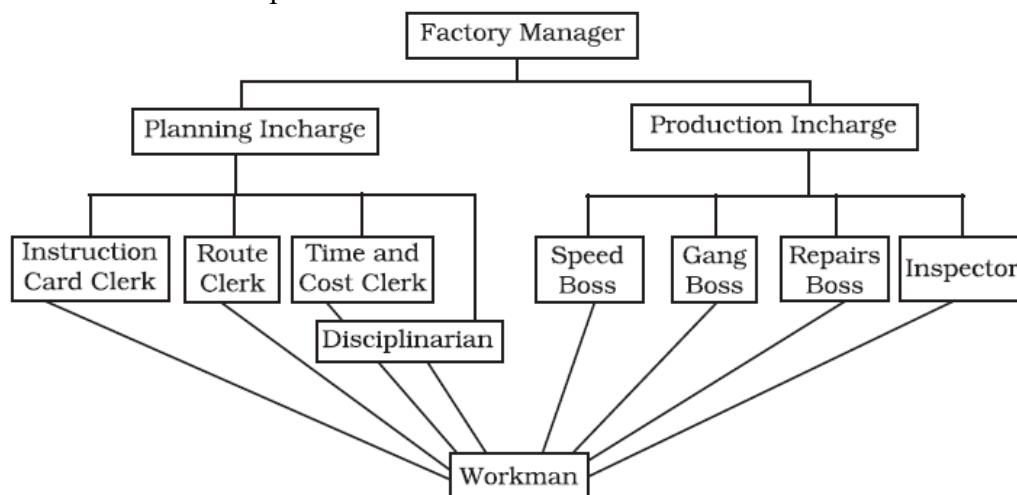 Factory Manager
Planning Incharge
Production Incharge
Instruction
Card Clerk
Route
Clerk
Time and
Cost Clerk
Disciplinarian
Speed
Boss
Gang
Boss
Repairs
Boss
Inspector
Workman